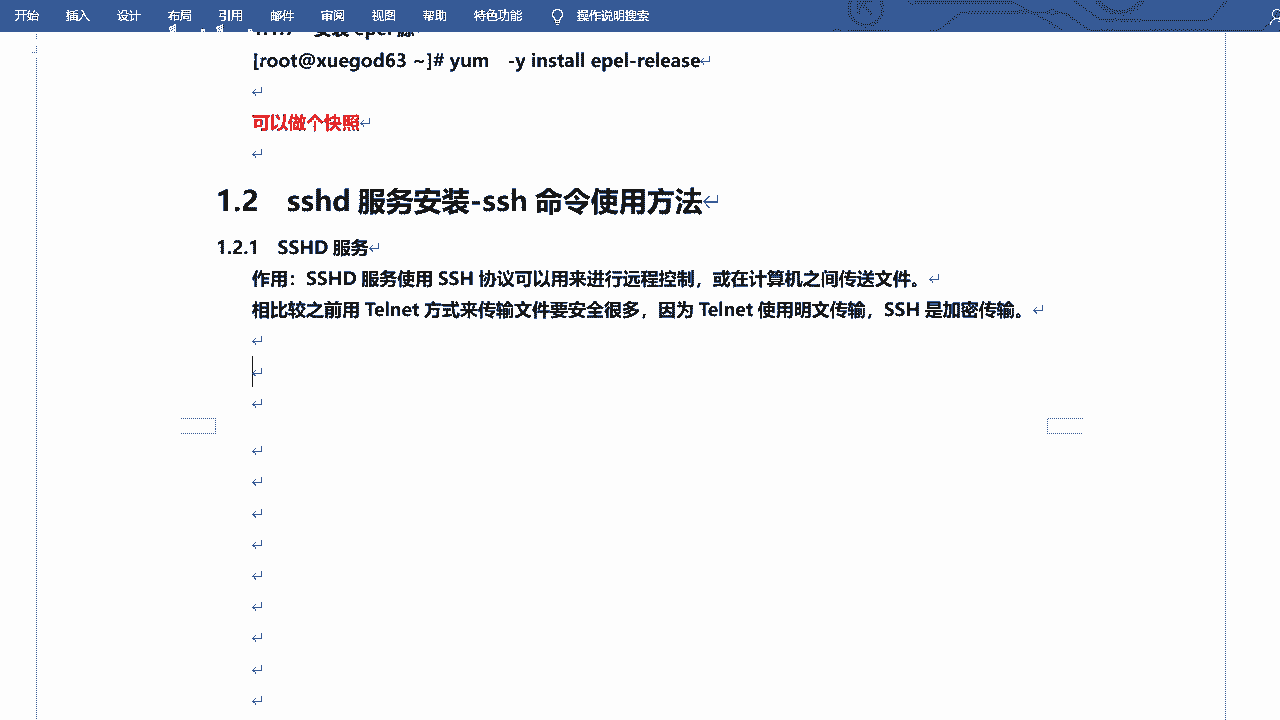 开始 插入 设计 布局 引用 邮件 审阅 视图 帮助 特色功能 操作说明搜索
[root@xuegod63 ~]# yum -y install epel-release
可以做个快照
1.2 sshd 服务安装-ssh 命令使用方法
1.2.1 SSHD 服务
作用：SSHD 服务使用 SSH 协议可以用来进行远程控制，或在计算机之间传送文件。
相比较之前用 Telnet 方式来传输文件要安全很多，因为 Telnet 使用明文传输，SSH 是加密传输。